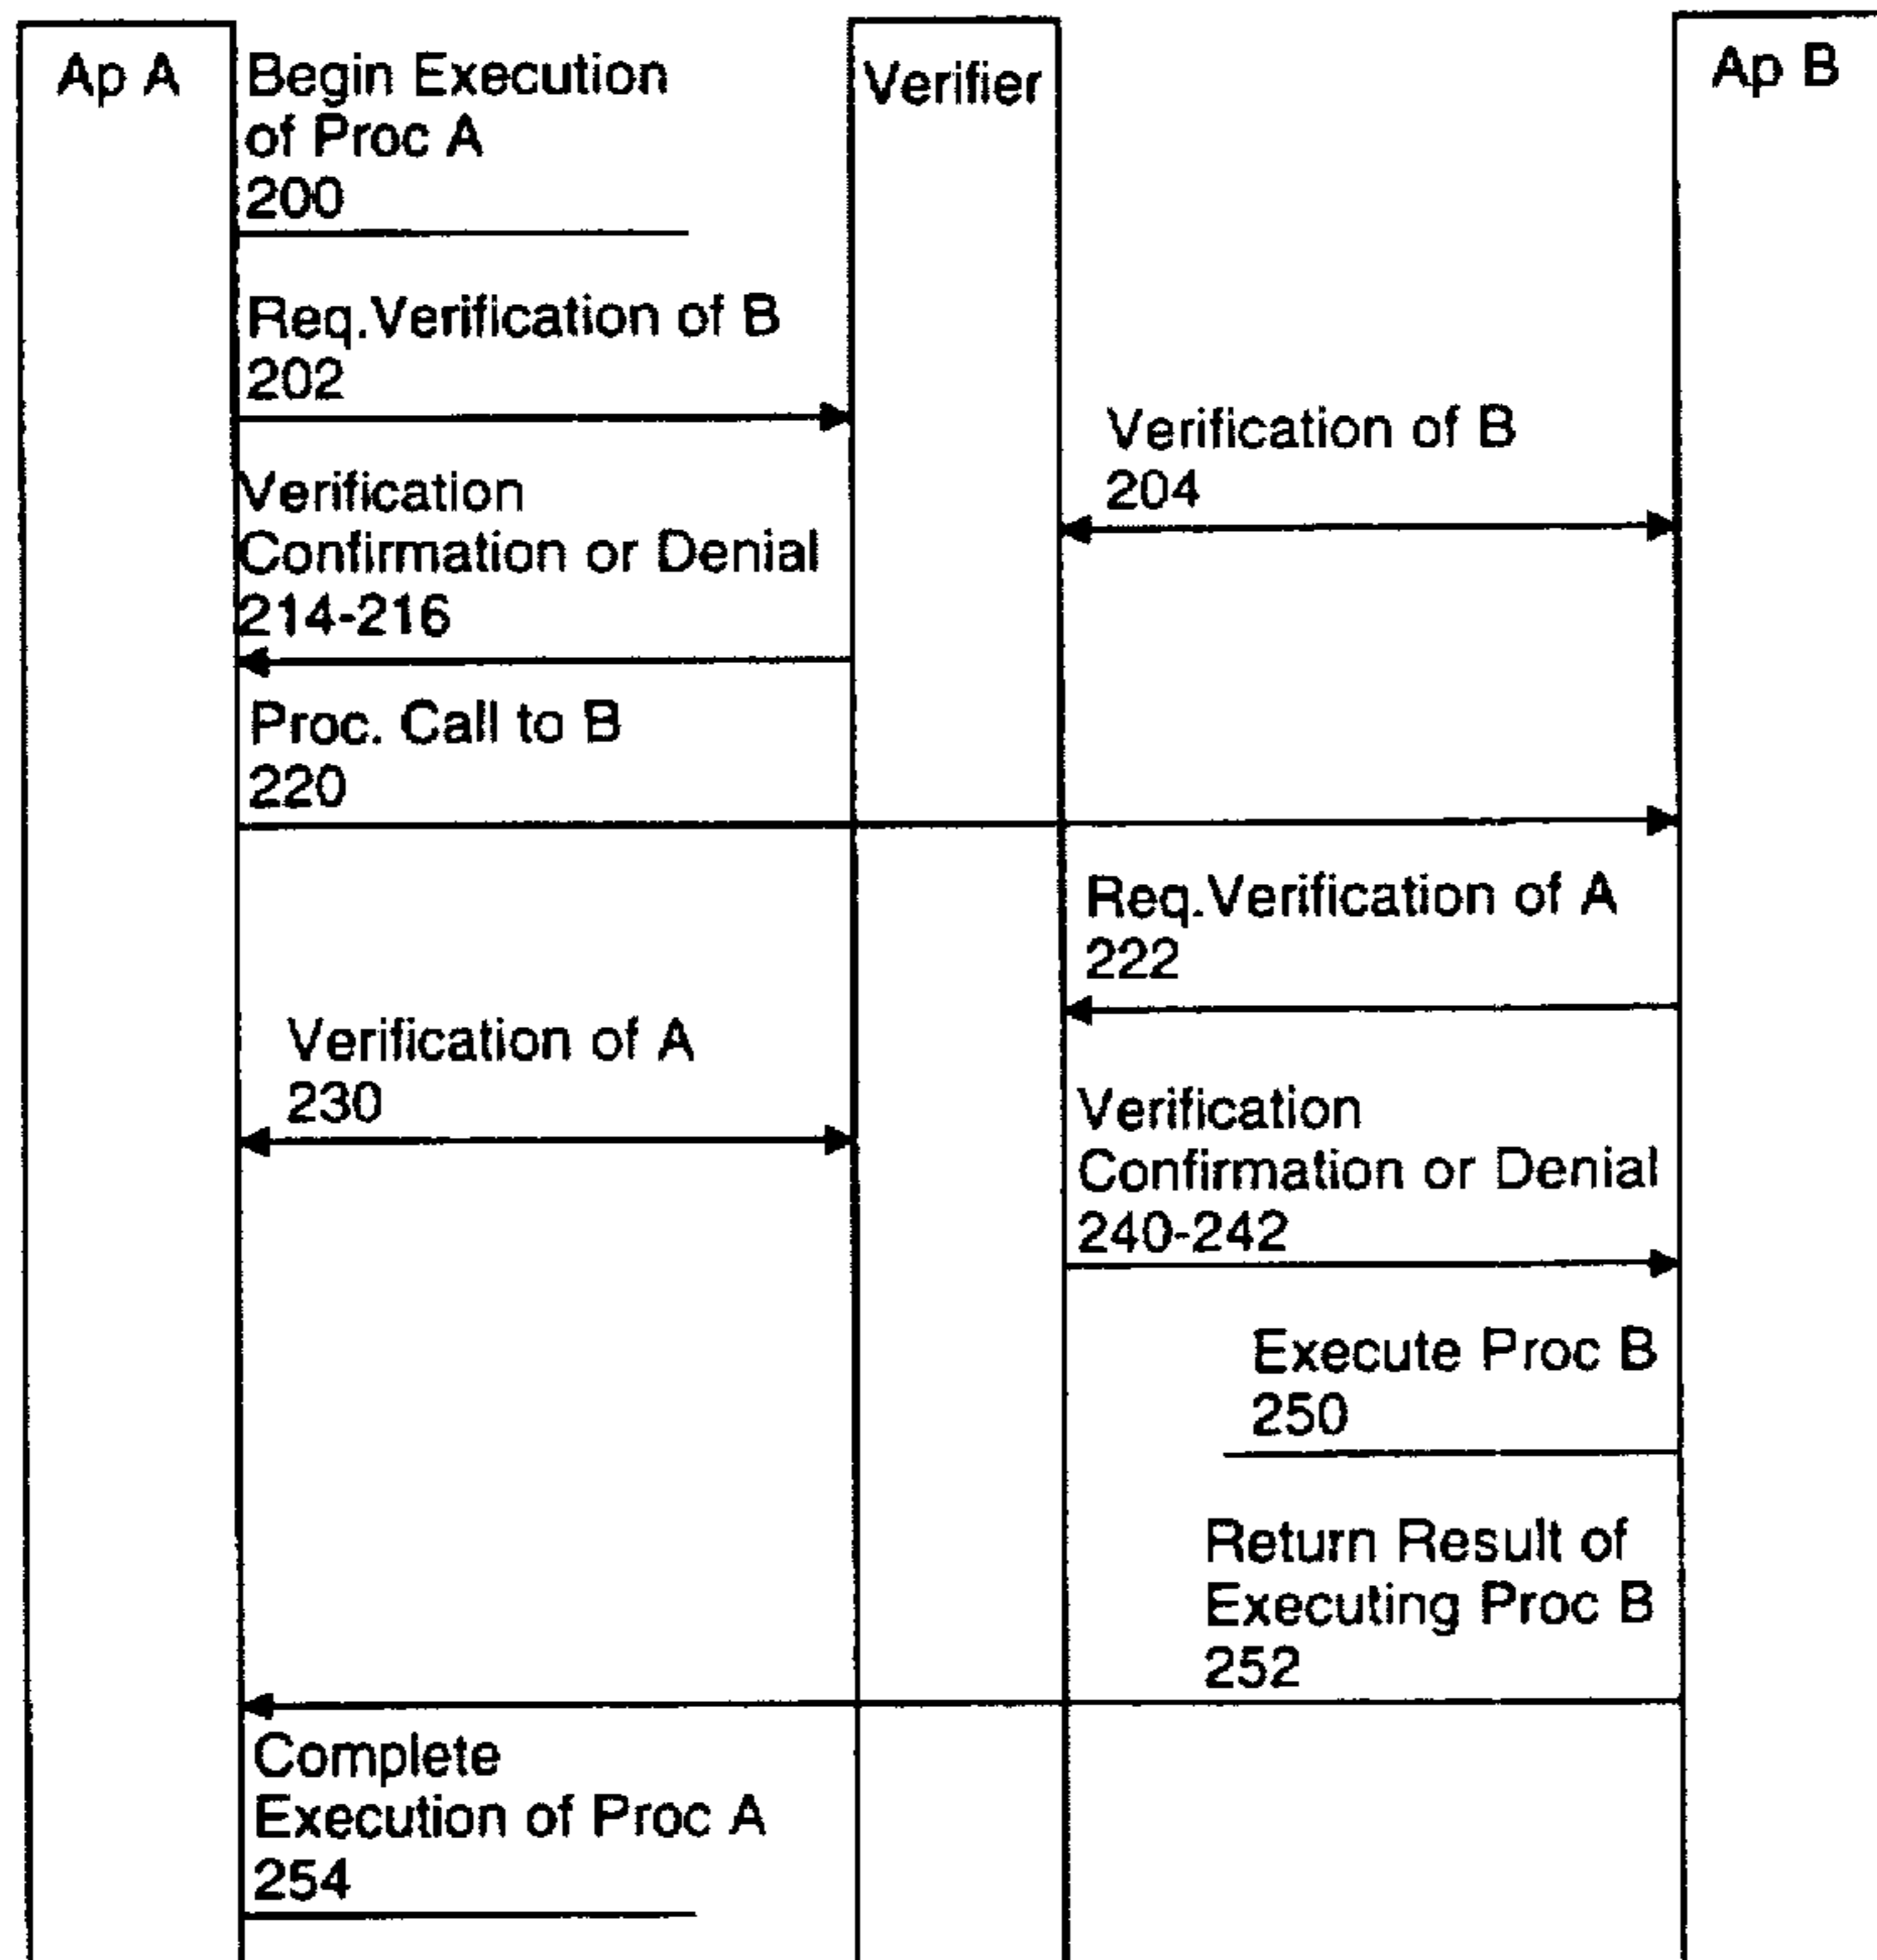 Ap A
Verifier
Ap B
Begin Execution
of Proc A
200
Req.Verification of B
202
Verification of B
204
Verification
Confirmation or Denial
214-216
Proc. Call to B
220
Req.Verification of A
222
Verification of A
230
Verification
Confirmation or Denial
240-242
Execute Proc B
250
Return Result of
Executing Proc B
252
Complete
Execution of Proc A
254